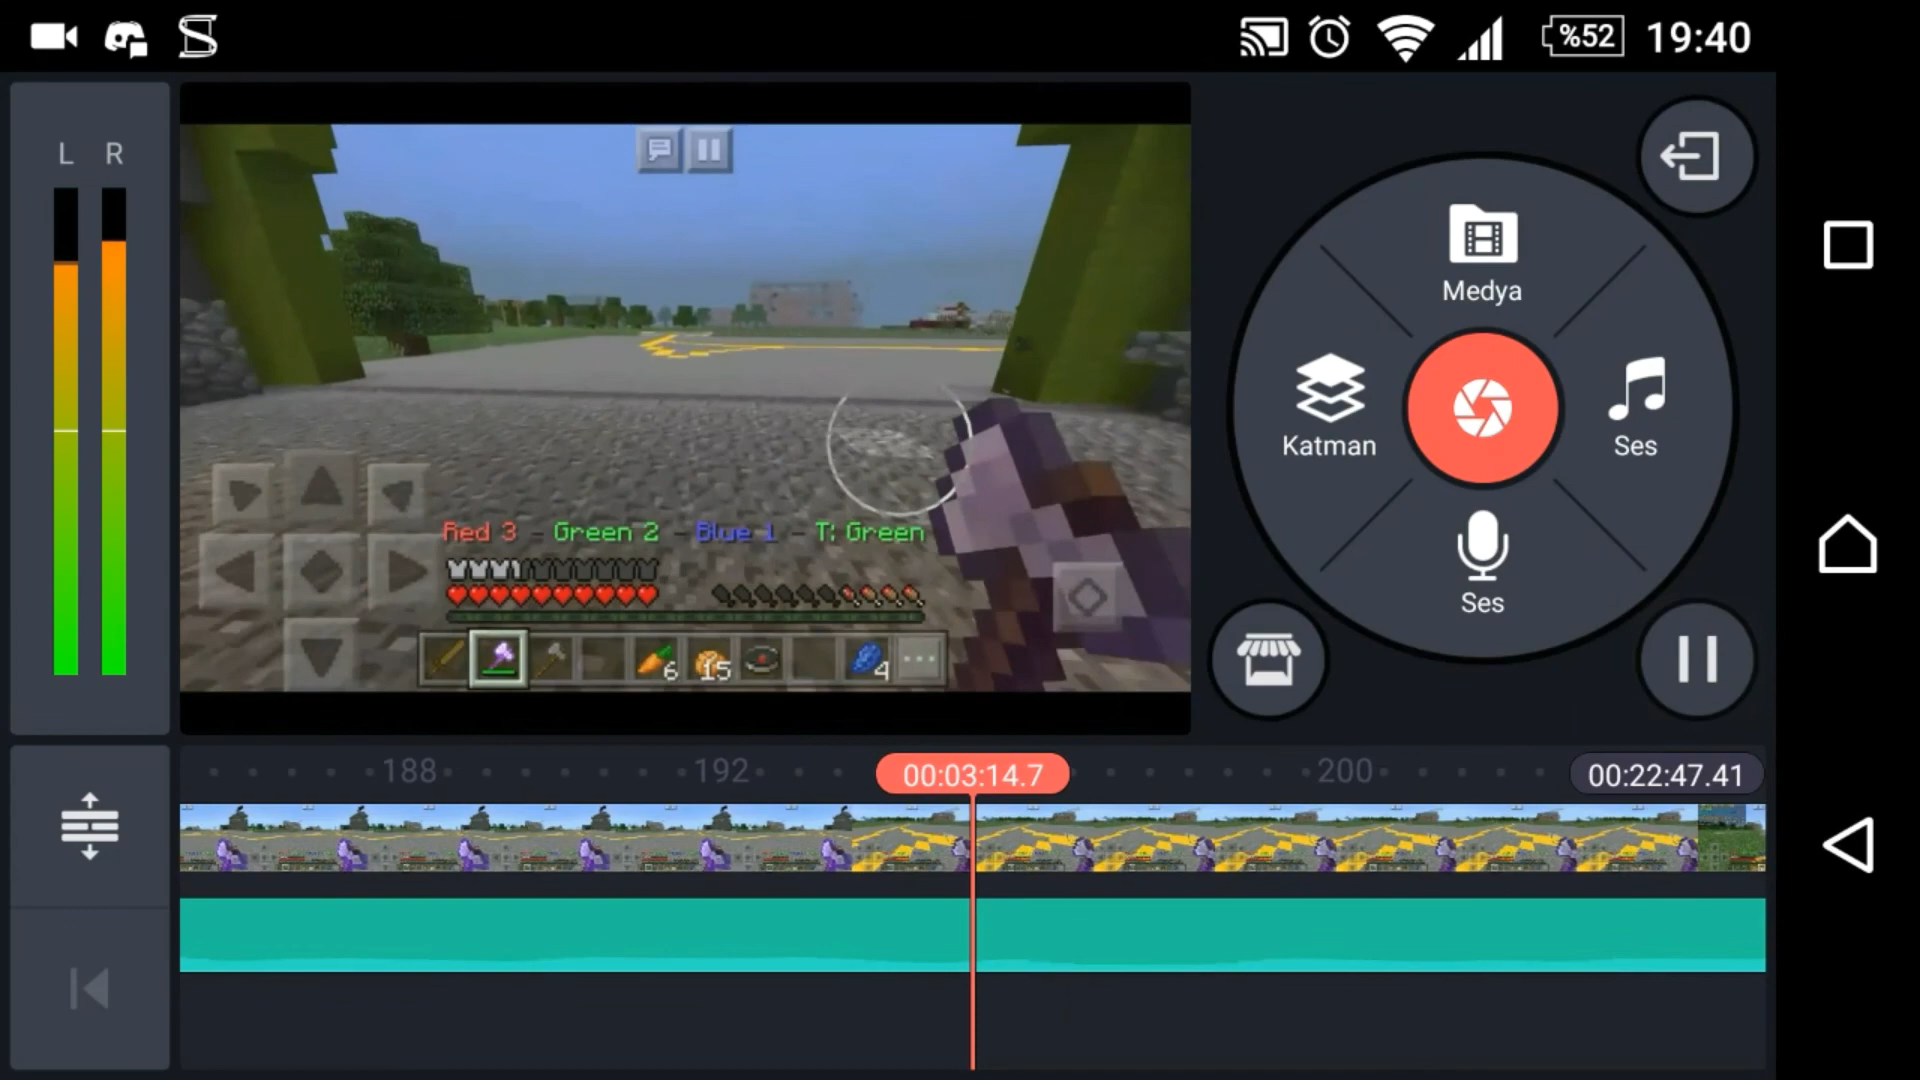 %52 19:40
L R
Medya
Katman
Ses
Ses
Red 3 - Green 2 - Blue 1 - T: Green
6 15 4
188 192 00:03:14.7 200 00:22:47.41